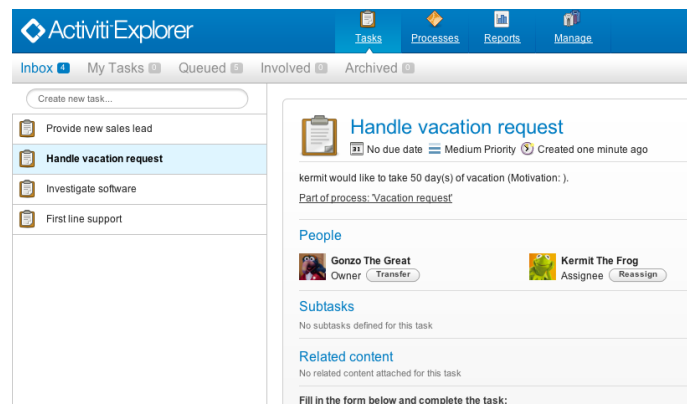 Activiti Explorer
Tasks Processes Reports Manage
Inbox 4 My Tasks 0 Queued 5 Involved 0 Archived 0
Create new task...
Provide new sales lead
Handle vacation request
Investigate software
First line support
Handle vacation request
31 No due date Medium Priority Created one minute ago
kermit would like to take 50 day(s) of vacation (Motivation: ).
Part of process: 'Vacation request'
People
Gonzo The Great Kermit The Frog
Owner Transfer Assignee Reassign
Subtasks
No subtasks defined for this task
Related content
No related content attached for this task
Fill in the form below and complete the task: